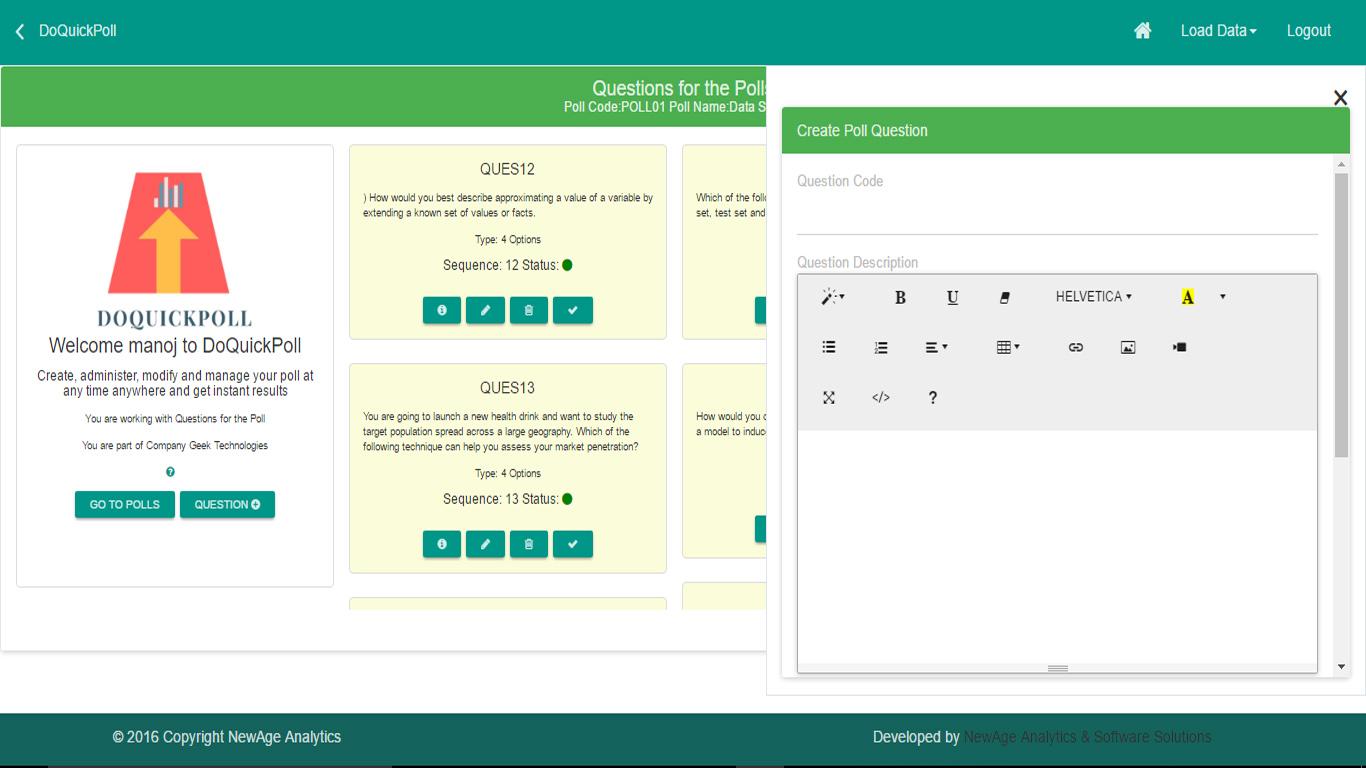 DoQuickPoll
Load Data
Logout
Questions for the Polls
Poll Code:POLL01 Poll Name:Data S
DOQUICKPOLL
Welcome manoj to DoQuickPoll
Create, administer, modify and manage your poll at
any time anywhere and get instant results
You are working with Questions for the Poll
You are part of Company Geek Technologies
?
GO TO POLLS
QUESTION
QUES12
) How would you best describe approximating a value of a variable by
extending a known set of values or facts.
Type: 4 Options
Sequence: 12 Status:
QUES13
You are going to launch a new health drink and want to study the
target population spread across a large geography. Which of the
following technique can help you assess your market penetration?
Type: 4 Options
Sequence: 13 Status:
Which of the foll
set, test set and
How would you
a model to induc
X
Create Poll Question
Question Code
Question Description
B U HELVETICA A
</> ?
© 2016 Copyright NewAge Analytics
Developed by NewAge Analytics & Software Solutions